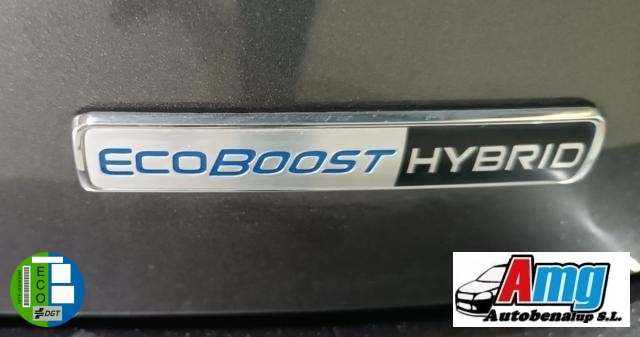 ECOBOOST HYBRID
ECO
DGT
Amg
Autobenalup S.L.